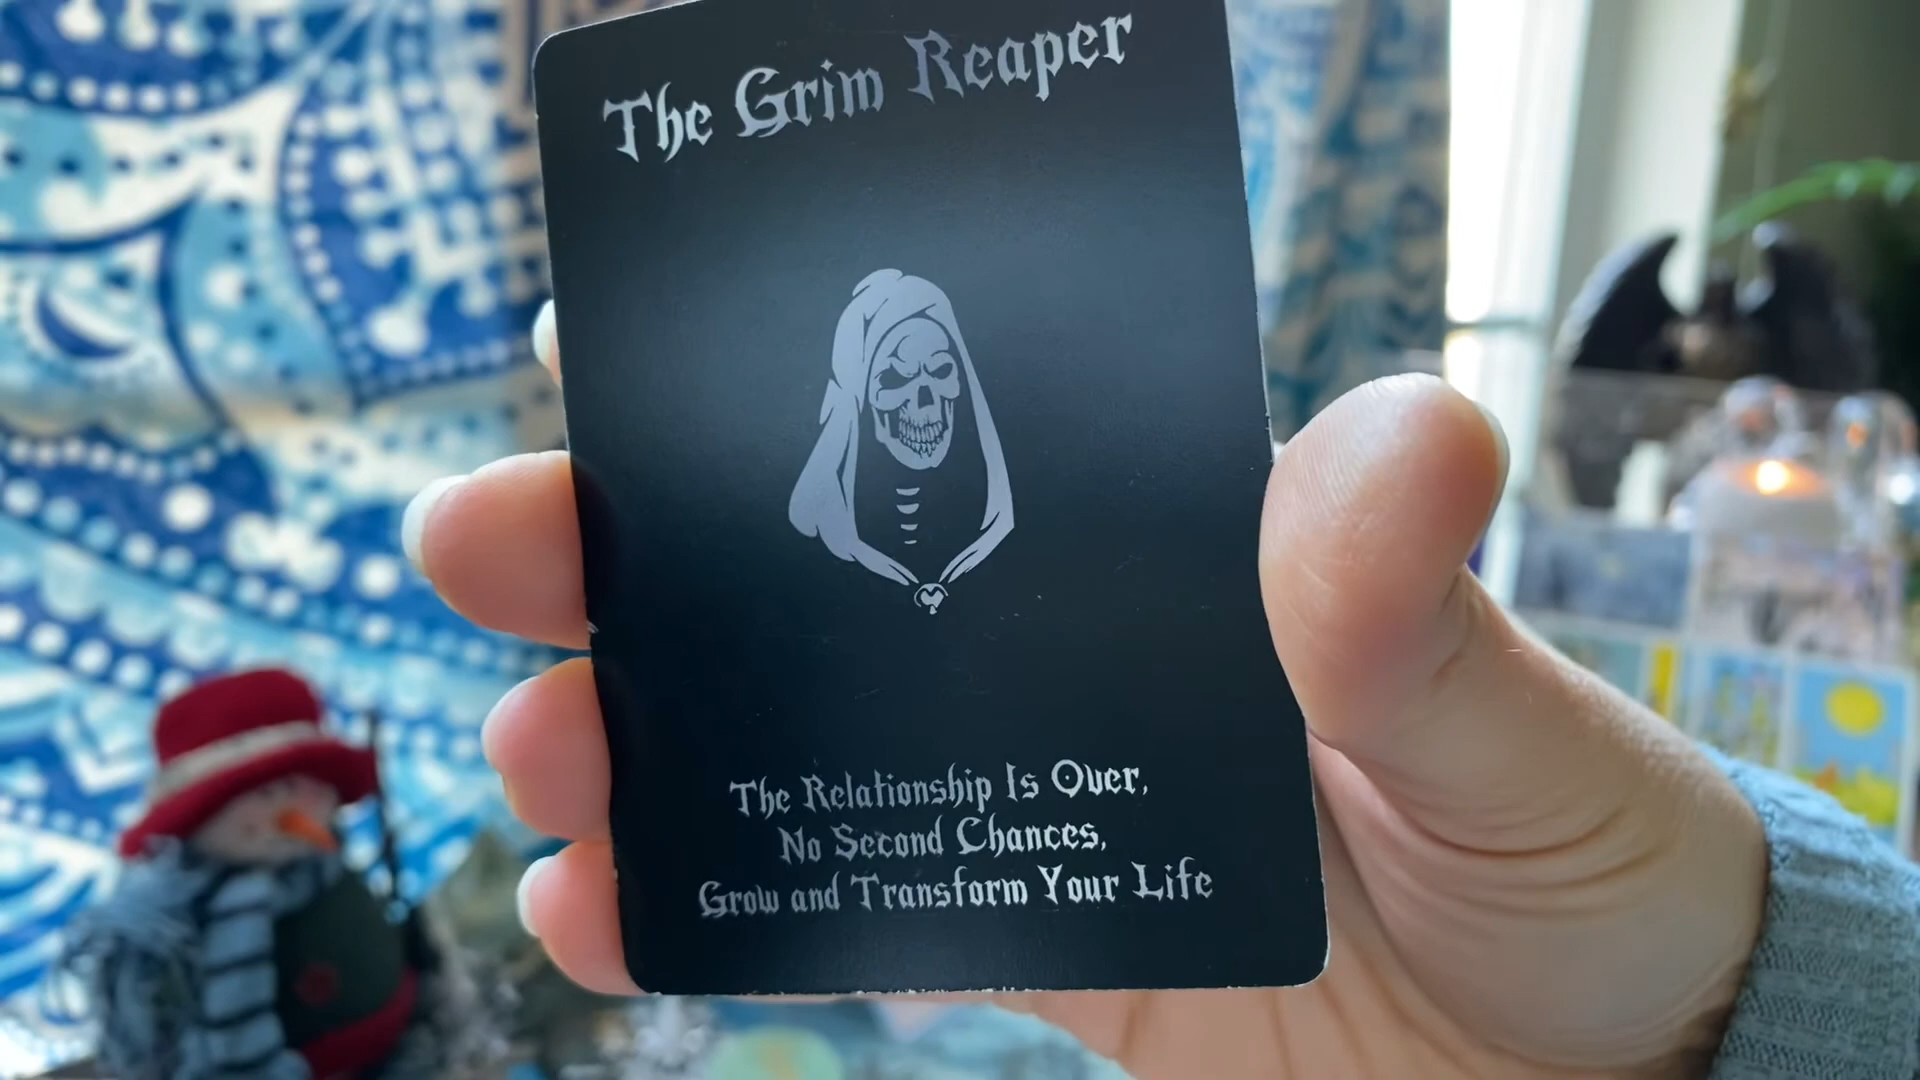 The Grim Reaper
The Relationship Is Over,
No Second Chances,
Grow and Transform Your Life